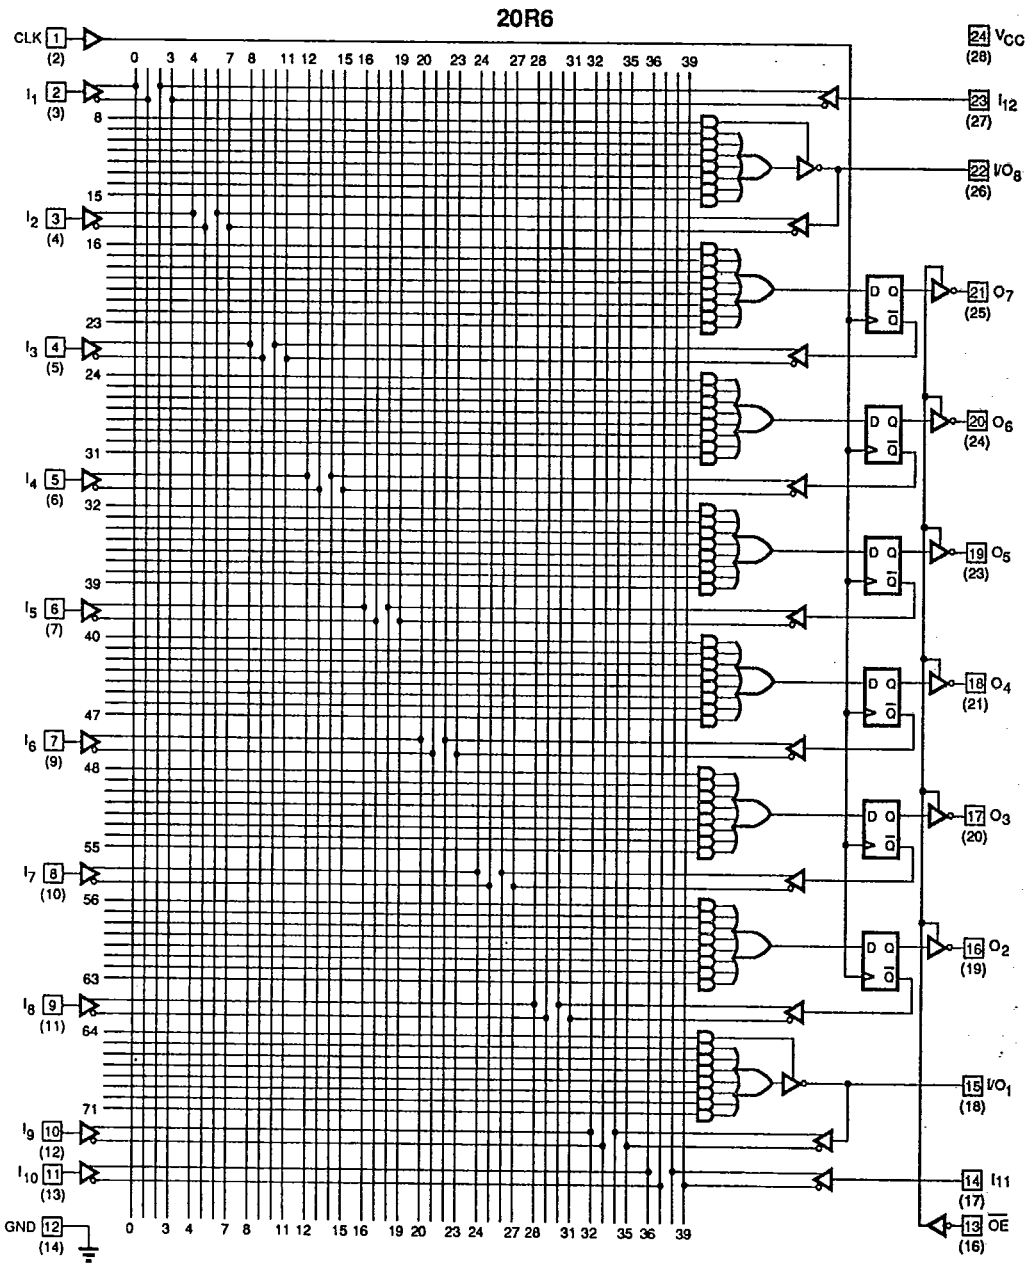 20R6
CLK 1 (2)
24 VCC (28)
0 3 4 7 8 11 12 15 16 19 20 23 24 27 28 31 32 35 36 39
I1 2 (3)
23 I12 (27)
8
22 I/O8 (26)
15
I2 3 (4)
16
D Q Q̅
21 O7 (25)
23
I3 4 (5)
24
D Q Q̅
20 O6 (24)
31
I4 5 (6)
32
D Q Q̅
19 O5 (23)
39
I5 6 (7)
40
D Q Q̅
18 O4 (21)
47
I6 7 (9)
48
D Q Q̅
17 O3 (20)
55
I7 8 (10)
56
D Q Q̅
16 O2 (19)
63
I8 9 (11)
64
15 I/O1 (18)
71
I9 10 (12)
I10 11 (13)
14 I11 (17)
GND 12 (14)
0 3 4 7 8 11 12 15 16 19 20 23 24 27 28 31 32 35 36 39
13 O̅E̅ (16)